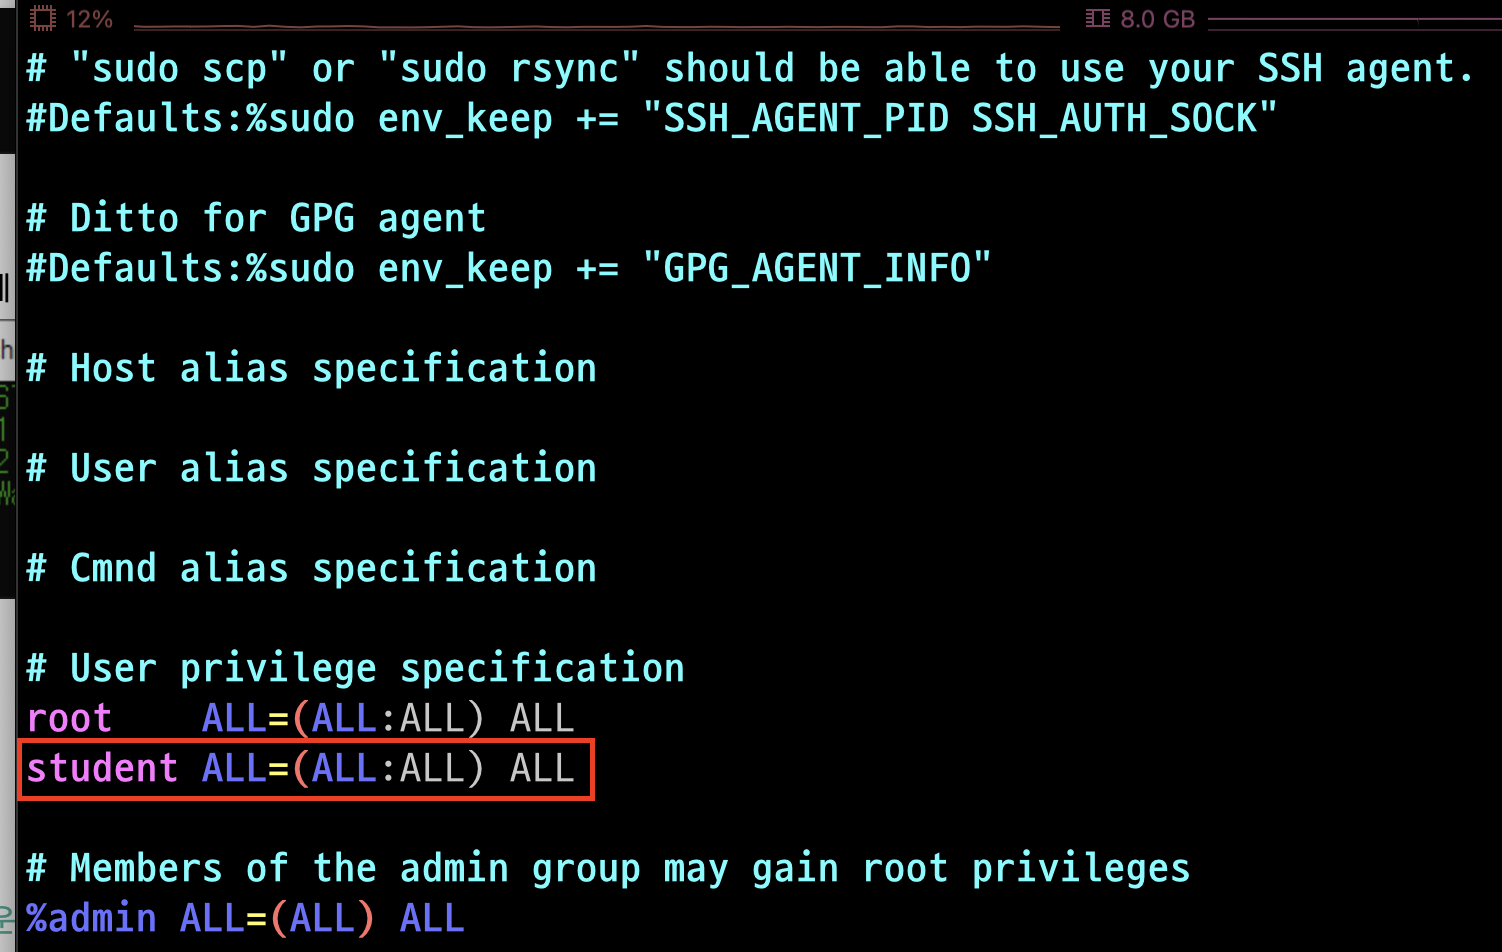 12% 8.0 GB
# "sudo scp" or "sudo rsync" should be able to use your SSH agent.
#Defaults:%sudo env_keep += "SSH_AGENT_PID SSH_AUTH_SOCK"
# Ditto for GPG agent
#Defaults:%sudo env_keep += "GPG_AGENT_INFO"
# Host alias specification
# User alias specification
# Cmnd alias specification
# User privilege specification
root    ALL=(ALL:ALL) ALL
student ALL=(ALL:ALL) ALL
# Members of the admin group may gain root privileges
%admin ALL=(ALL) ALL